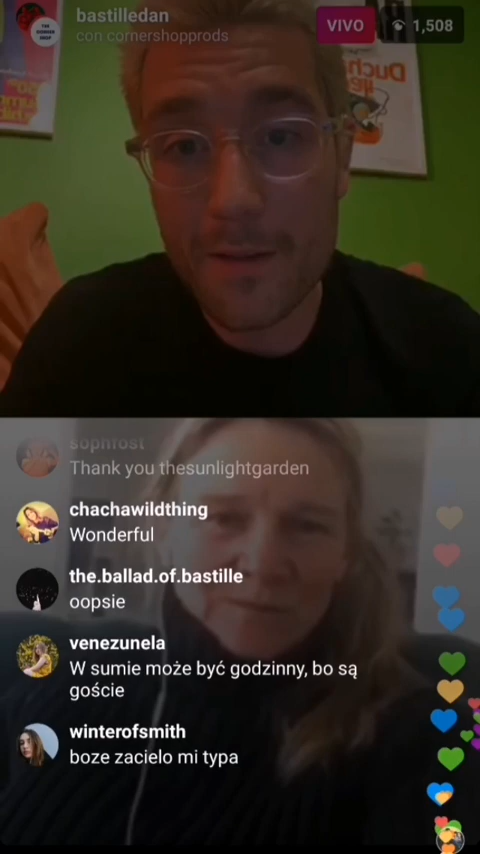 bastilledan
con cornershopprods
VIVO
1,508
sophfost
Thank you thesunlightgarden
chachawildthing
Wonderful
the.ballad.of.bastille
oopsie
venezunela
W sumie może być godzinny, bo są
goście
winterofsmith
boze zacielo mi typa